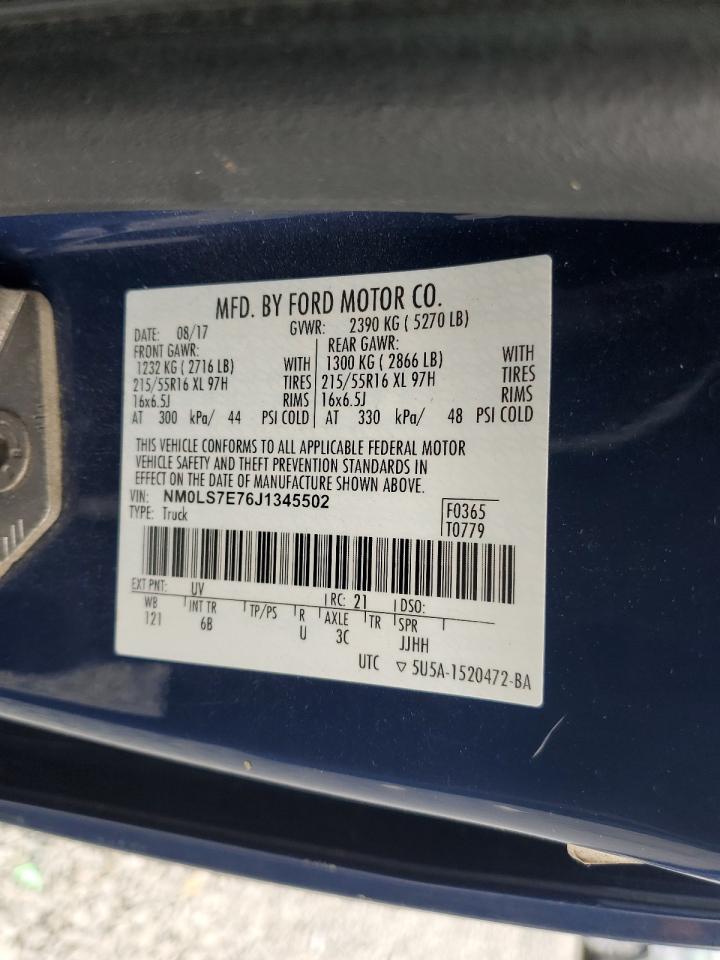 MFD. BY FORD MOTOR CO.
DATE: 08/17 GVWR: 2390 KG ( 5270 LB)
FRONT GAWR: REAR GAWR:
1232 KG ( 2716 LB) WITH 1300 KG ( 2866 LB) WITH
215/55R16 XL 97H TIRES 215/55R16 XL 97H TIRES
16x6.5J RIMS 16x6.5J RIMS
AT 300 kPa/ 44 PSI COLD AT 330 kPa/ 48 PSI COLD
THIS VEHICLE CONFORMS TO ALL APPLICABLE FEDERAL MOTOR
VEHICLE SAFETY AND THEFT PREVENTION STANDARDS IN
EFFECT ON THE DATE OF MANUFACTURE SHOWN ABOVE.
VIN: NM0LS7E76J1345502
TYPE: Truck
F0365
T0779
EXT PNT: UV RC: 21 DSO:
WB INT TR TP/PS R AXLE TR SPR
121 6B U 3C JJHH
UTC ▽ 5U5A-1520472-BA